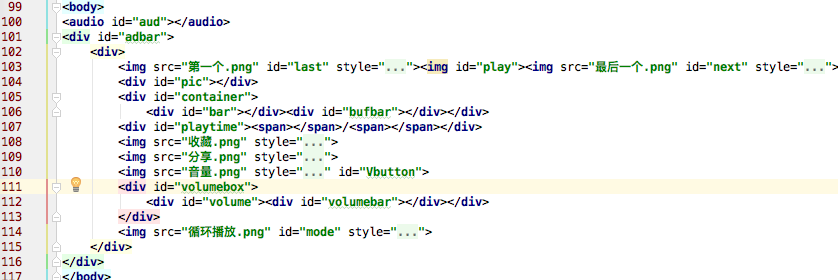 99 <body>
100 <audio id="aud"></audio>
101 <div id="adbar">
102 <div>
103 <img src="第一个.png" id="last" style="..."><img id="play"><img src="最后一个.png" id="next" style="...">
104 <div id="pic"></div>
105 <div id="container">
106 <div id="bar"></div><div id="bufbar"></div></div>
107 <div id="playtime"><span></span>/<span></span></div>
108 <img src="收藏.png" style="...">
109 <img src="分享.png" style="...">
110 <img src="音量.png" style="..." id="Vbutton">
111 <div id="volumebox">
112 <div id="volume"><div id="volumebar"></div></div>
113 </div>
114 <img src="循环播放.png" id="mode" style="...">
115 </div>
116 </div>
117 </body>